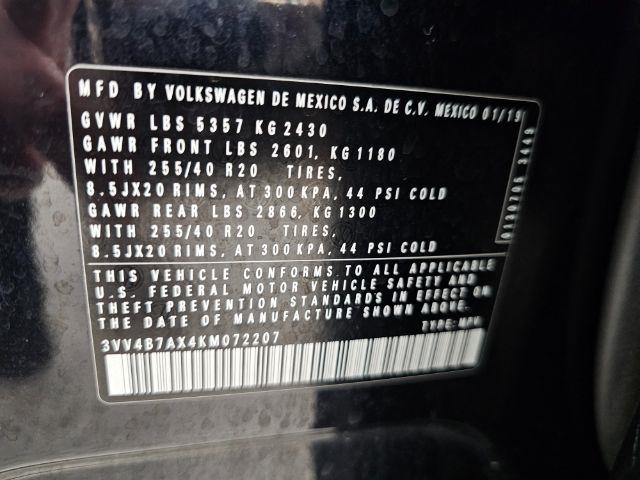 MFD BY VOLKSWAGEN DE MEXICO S.A. DE C.V. MEXICO 01/19
GVWR LBS 5357 KG 2430
GAWR FRONT LBS 2601, KG 1180
WITH 255/40 R20 TIRES,
8.5JX20 RIMS, AT 300 KPA, 44 PSI COLD
GAWR REAR LBS 2866, KG 1300
WITH 255/40 R20 TIRES,
8.5JX20 RIMS, AT 300 KPA, 44 PSI COLD
THIS VEHICLE CONFORMS TO ALL APPLICABLE
U.S. FEDERAL MOTOR VEHICLE SAFETY AND
THEFT PREVENTION STANDARDS IN EFFECT ON
THE DATE OF MANUFACTURE SHOWN ABOVE.
3VV4B7AX4KM072207
TYPE: MPV